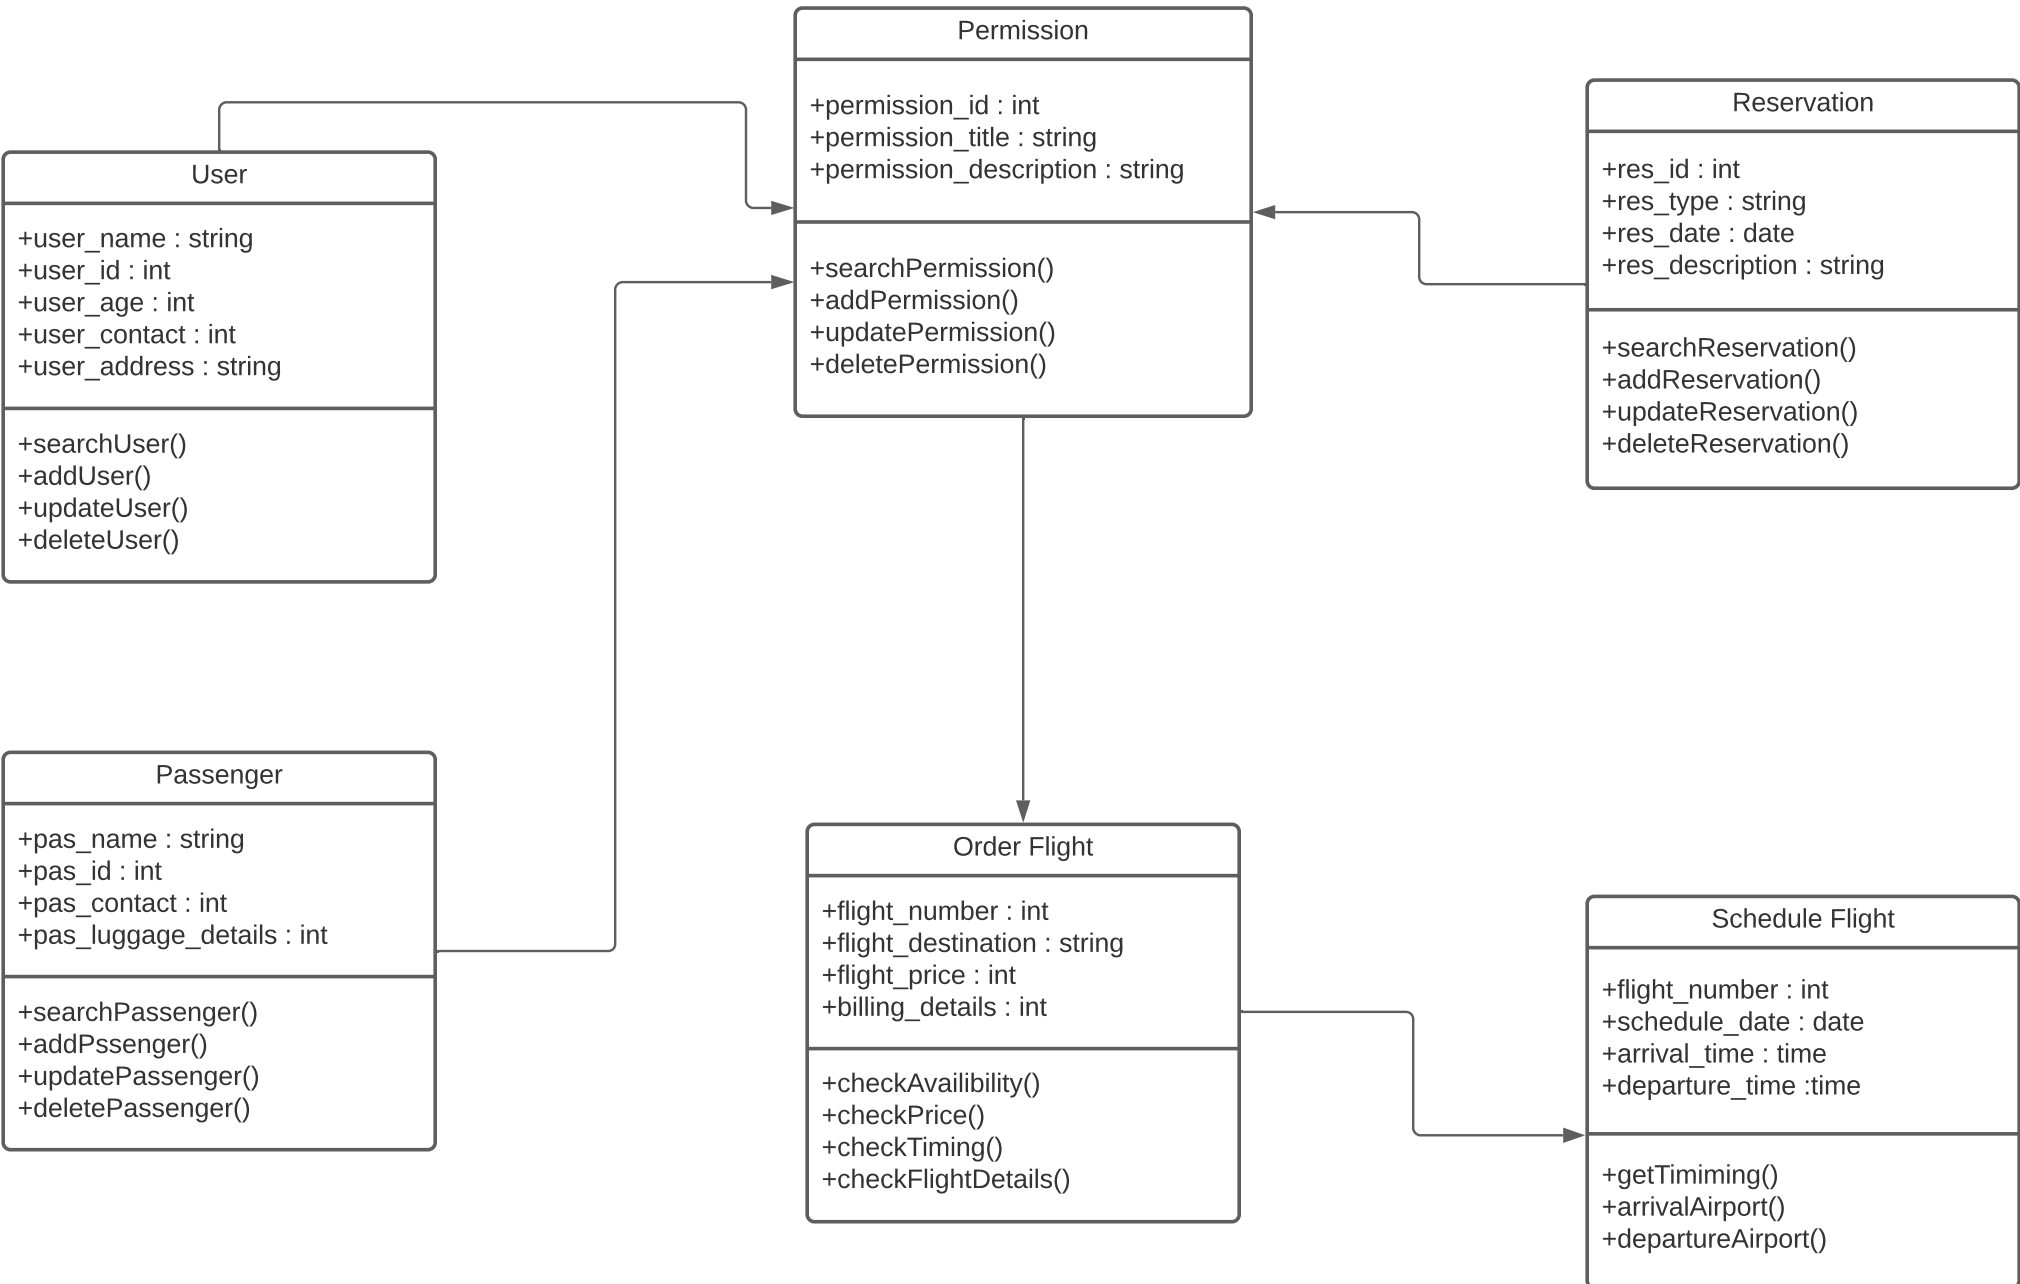 Permission
+permission_id : int
+permission_title : string
+permission_description : string
+searchPermission()
+addPermission()
+updatePermission()
+deletePermission()
Reservation
+res_id : int
+res_type : string
+res_date : date
+res_description : string
+searchReservation()
+addReservation()
+updateReservation()
+deleteReservation()
User
+user_name : string
+user_id : int
+user_age : int
+user_contact : int
+user_address : string
+searchUser()
+addUser()
+updateUser()
+deleteUser()
Passenger
+pas_name : string
+pas_id : int
+pas_contact : int
+pas_luggage_details : int
+searchPassenger()
+addPssenger()
+updatePassenger()
+deletePassenger()
Order Flight
+flight_number : int
+flight_destination : string
+flight_price : int
+billing_details : int
+checkAvailibility()
+checkPrice()
+checkTiming()
+checkFlightDetails()
Schedule Flight
+flight_number : int
+schedule_date : date
+arrival_time : time
+departure_time :time
+getTimiming()
+arrivalAirport()
+departureAirport()